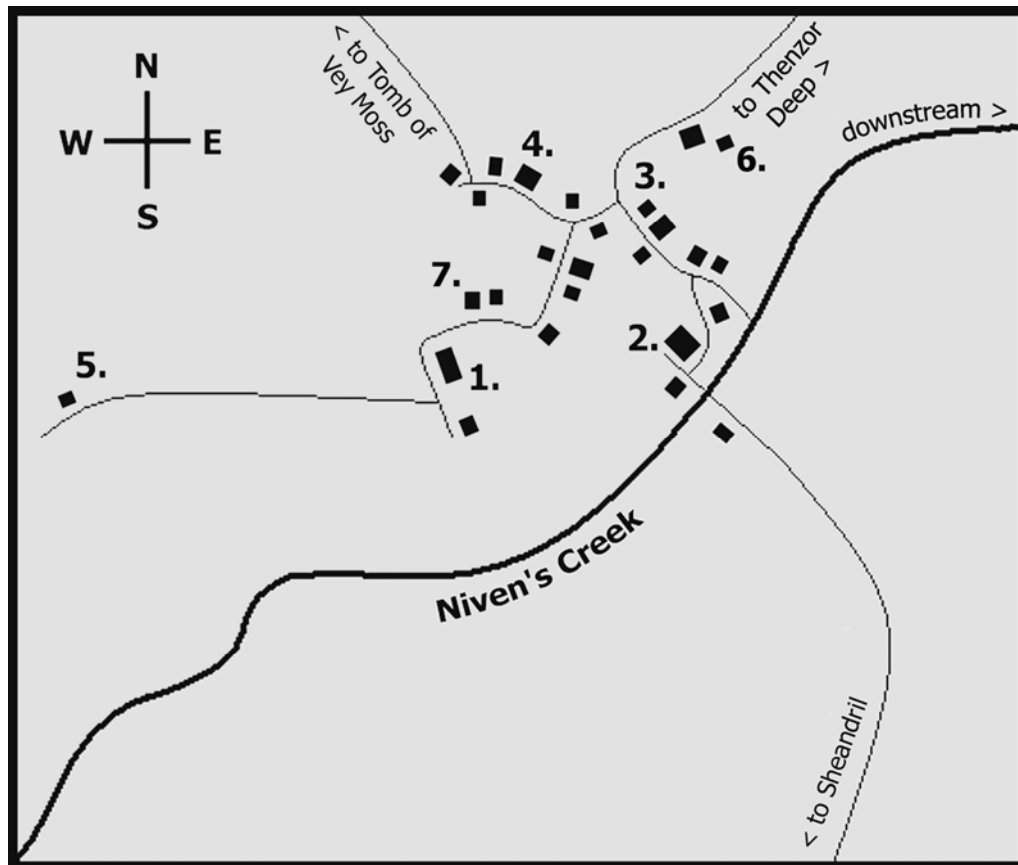 N
W
E
S
< to Tomb of
Vey Moss
to Thenzor
Deep >
downstream >
4.
6.
3.
7.
2.
5.
1.
Niven's Creek
< to Sheandril